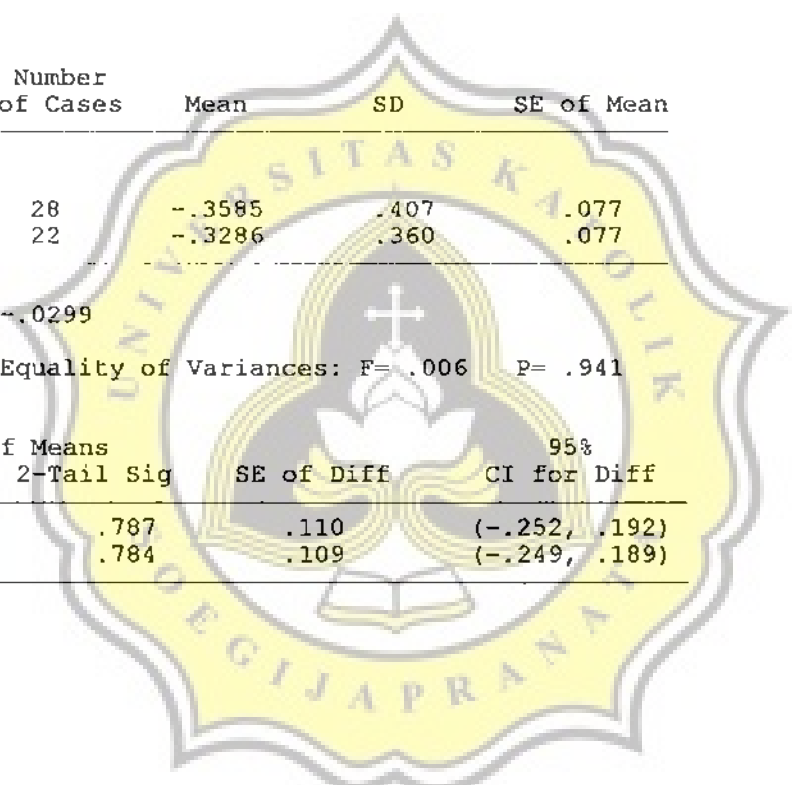 Number
of Cases Mean SD SE of Mean
28 -.3585 .407 .077
22 -.3286 .360 .077
-.0299
Equality of Variances: F= .006 P= .941
f Means 95%
2-Tail Sig SE of Diff CI for Diff
.787 .110 (-.252, .192)
.784 .109 (-.249, .189)
UNIVERSITAS KATOLIK
SOEGIJAPRANATA